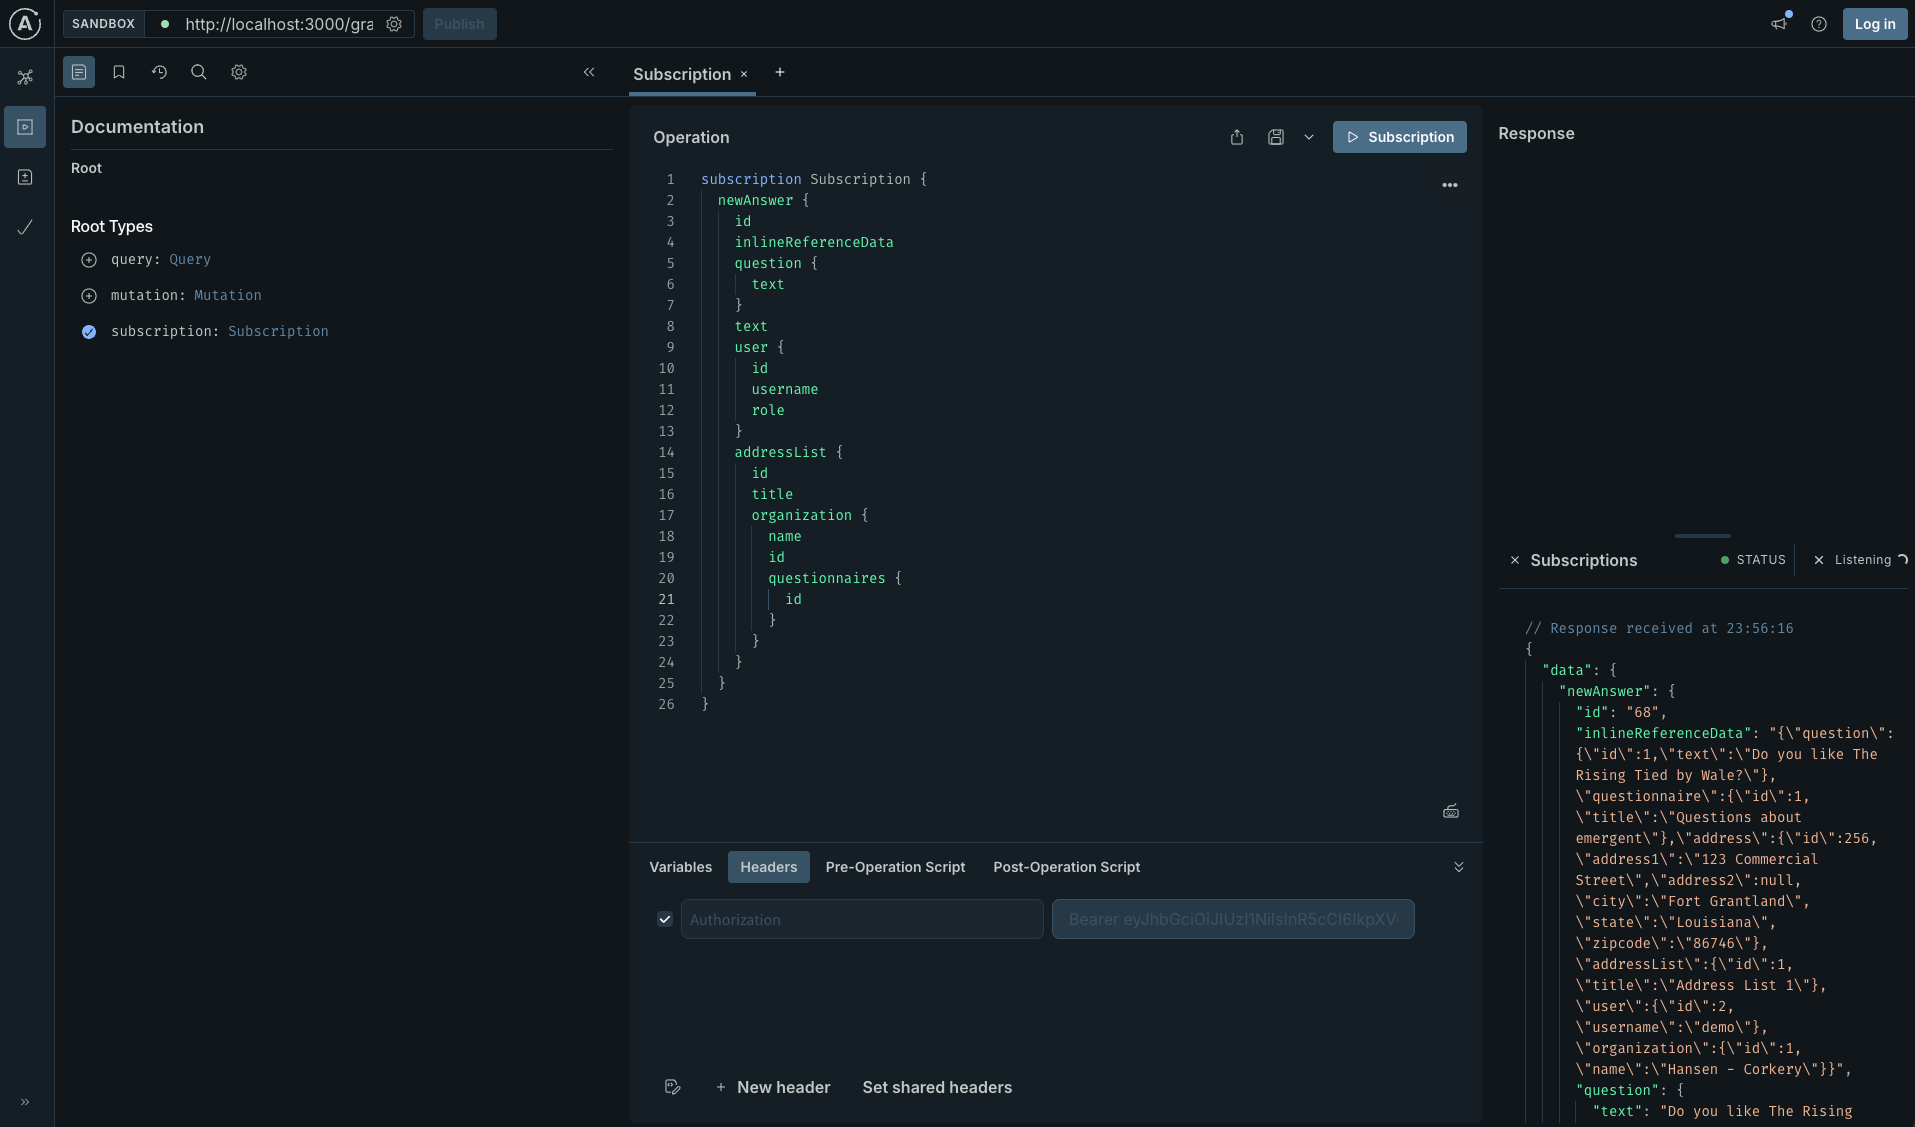 SANDBOX
http://localhost:3000/gra
Publish
Log in
Documentation
Root
Root Types
query: Query
mutation: Mutation
subscription: Subscription
Subscription
Operation
Subscription
1 subscription Subscription {
2 newAnswer {
3 id
4 inlineReferenceData
5 question {
6 text
7 }
8 text
9 user {
10 id
11 username
12 role
13 }
14 addressList {
15 id
16 title
17 organization {
18 name
19 id
20 questionnaires {
21 id
22 }
23 }
24 }
25 }
26 }
Variables Headers Pre-Operation Script Post-Operation Script
Authorization
Bearer
+ New header Set shared headers
Response
Subscriptions STATUS Listening
// Response received at 23:56:16
{
"data": {
"newAnswer": {
"id": "68",
"inlineReferenceData": "{\"question\":
{\"id\":1,\"text\":\"Do you like The
Rising Tied by Wale?\"},
\"questionnaire\":{\"id\":1,
\"title\":\"Questions about
emergent\"},\"address\":{\"id\":256,
\"address1\":\"123 Commercial
Street\",\"address2\":null,
\"city\":\"Fort Grantland\",
\"state\":\"Louisiana\",
\"zipcode\":\"86746\"},
\"addressList\":{\"id\":1,
\"title\":\"Address List 1\"},
\"user\":{\"id\":2,
\"username\":\"demo\"},
\"organization\":{\"id\":1,
\"name\":\"Hansen - Corkery\"}}",
"question": {
"text": "Do you like The Rising